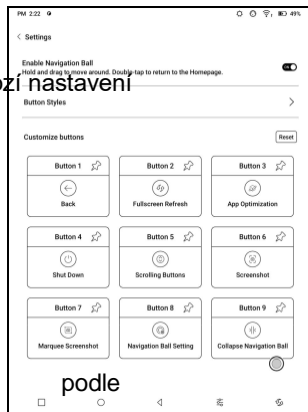 PM 2:22
49%
Settings
Enable Navigation Ball
Hold and drag to move around. Double-tap to return to the Homepage.
ON
ozí nastavení
Button Styles
Customize buttons
Reset
Button 1
Button 2
Button 3
Back
Fullscreen Refresh
App Optimization
Button 4
Button 5
Button 6
Shut Down
Scrolling Buttons
Screenshot
Button 7
Button 8
Button 9
Marquee Screenshot
Navigation Ball Setting
Collapse Navigation Ball
podle